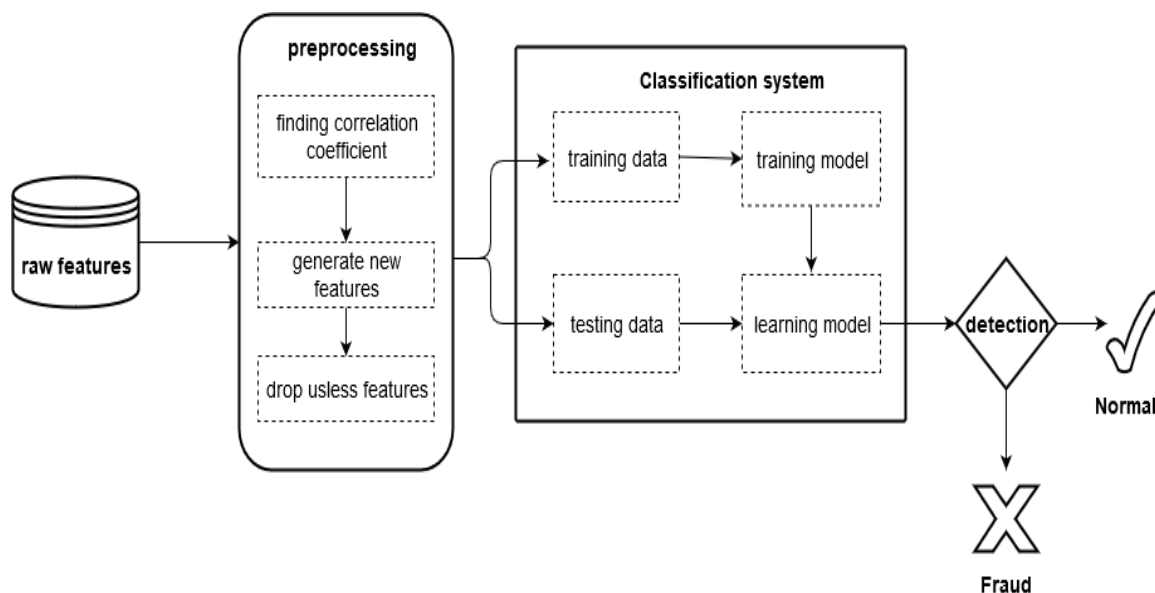 preprocessing
Classification system
finding correlation
coefficient
training data
training model
raw features
generate new
features
testing data
learning model
detection
drop usless features
Normal
Fraud